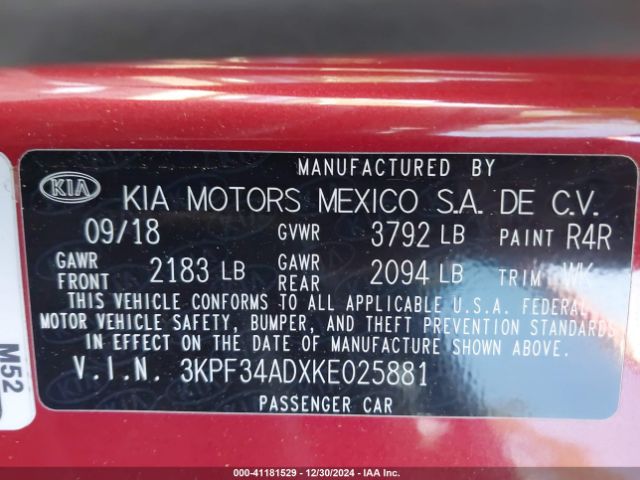 MANUFACTURED BY
KIA KIA MOTORS MEXICO S.A. DE C.V.
09/18 GVWR 3792 LB PAINT R4R
GAWR FRONT 2183 LB GAWR REAR 2094 LB TRIM WK
THIS VEHICLE CONFORMS TO ALL APPLICABLE U.S.A. FEDERAL
MOTOR VEHICLE SAFETY, BUMPER, AND THEFT PREVENTION STANDARDS
IN EFFECT ON THE DATE OF MANUFACTURE SHOWN ABOVE.
V.I.N. 3KPF34ADXKE025881
PASSENGER CAR
M52
000-41181529 - 12/30/2024 - IAA Inc.